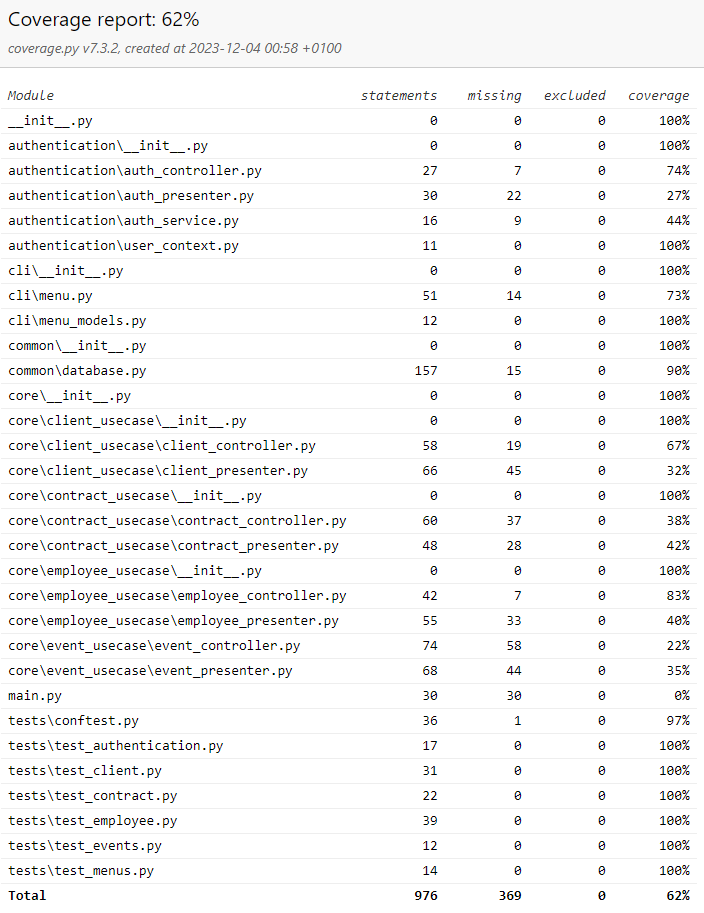 Coverage report: 62%
coverage.py v7.3.2, created at 2023-12-04 00:58 +0100
Module statements missing excluded coverage
__init__.py 0 0 0 100%
authentication\__init__.py 0 0 0 100%
authentication\auth_controller.py 27 7 0 74%
authentication\auth_presenter.py 30 22 0 27%
authentication\auth_service.py 16 9 0 44%
authentication\user_context.py 11 0 0 100%
cli\__init__.py 0 0 0 100%
cli\menu.py 51 14 0 73%
cli\menu_models.py 12 0 0 100%
common\__init__.py 0 0 0 100%
common\database.py 157 15 0 90%
core\__init__.py 0 0 0 100%
core\client_usecase\__init__.py 0 0 0 100%
core\client_usecase\client_controller.py 58 19 0 67%
core\client_usecase\client_presenter.py 66 45 0 32%
core\contract_usecase\__init__.py 0 0 0 100%
core\contract_usecase\contract_controller.py 60 37 0 38%
core\contract_usecase\contract_presenter.py 48 28 0 42%
core\employee_usecase\__init__.py 0 0 0 100%
core\employee_usecase\employee_controller.py 42 7 0 83%
core\employee_usecase\employee_presenter.py 55 33 0 40%
core\event_usecase\event_controller.py 74 58 0 22%
core\event_usecase\event_presenter.py 68 44 0 35%
main.py 30 30 0 0%
tests\conftest.py 36 1 0 97%
tests\test_authentication.py 17 0 0 100%
tests\test_client.py 31 0 0 100%
tests\test_contract.py 22 0 0 100%
tests\test_employee.py 39 0 0 100%
tests\test_events.py 12 0 0 100%
tests\test_menus.py 14 0 0 100%
Total 976 369 0 62%